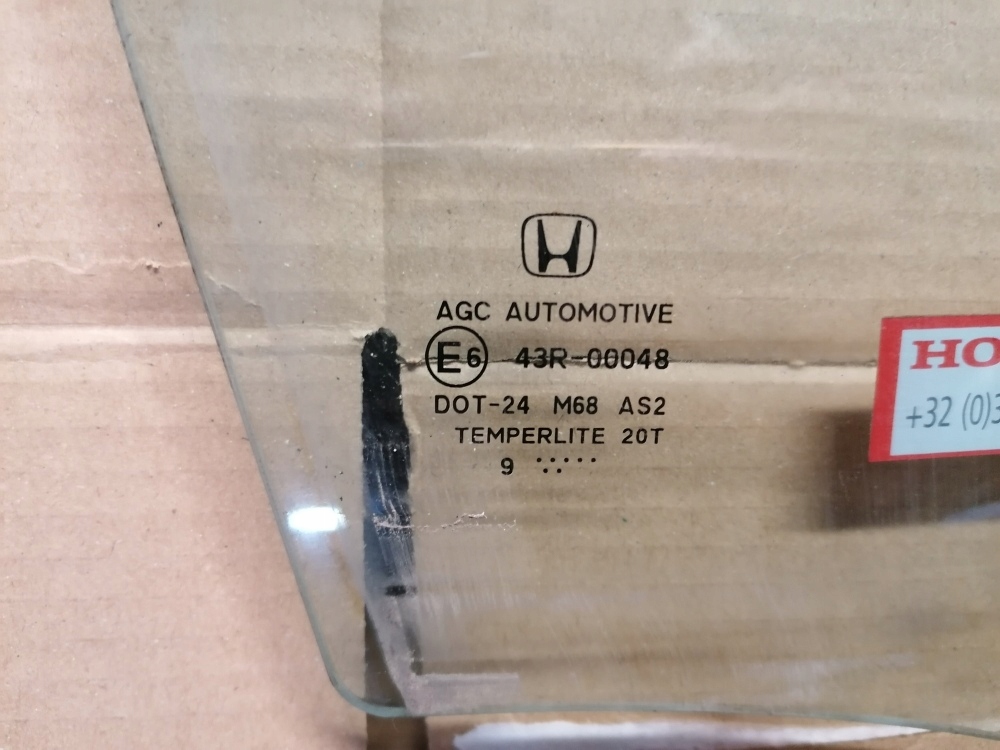 AGC AUTOMOTIVE
E6 43R-00048
DOT-24 M68 AS2
TEMPERLITE 20T
9 ··.····
HO
+32 (0)3